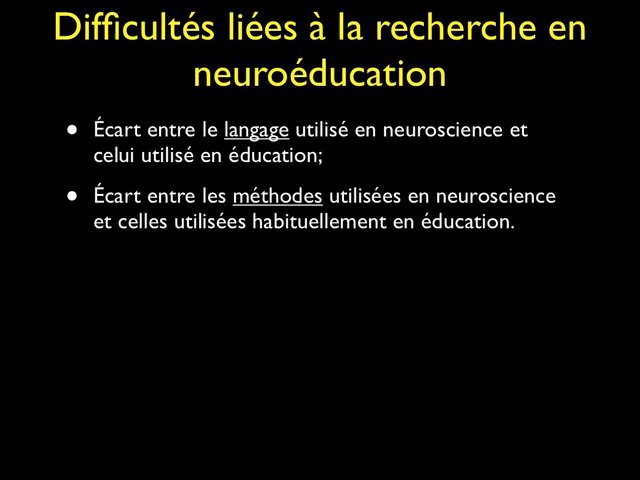 Difficultés liées à la recherche en
neuroéducation
• Écart entre le langage utilisé en neuroscience et
celui utilisé en éducation;
• Écart entre les méthodes utilisées en neuroscience
et celles utilisées habituellement en éducation.